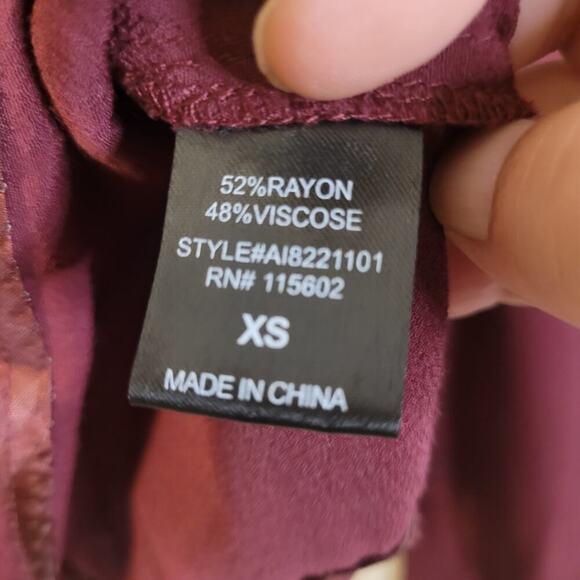 52%RAYON
48%VISCOSE
STYLE#AI8221101
RN# 115602
XS
MADE IN CHINA